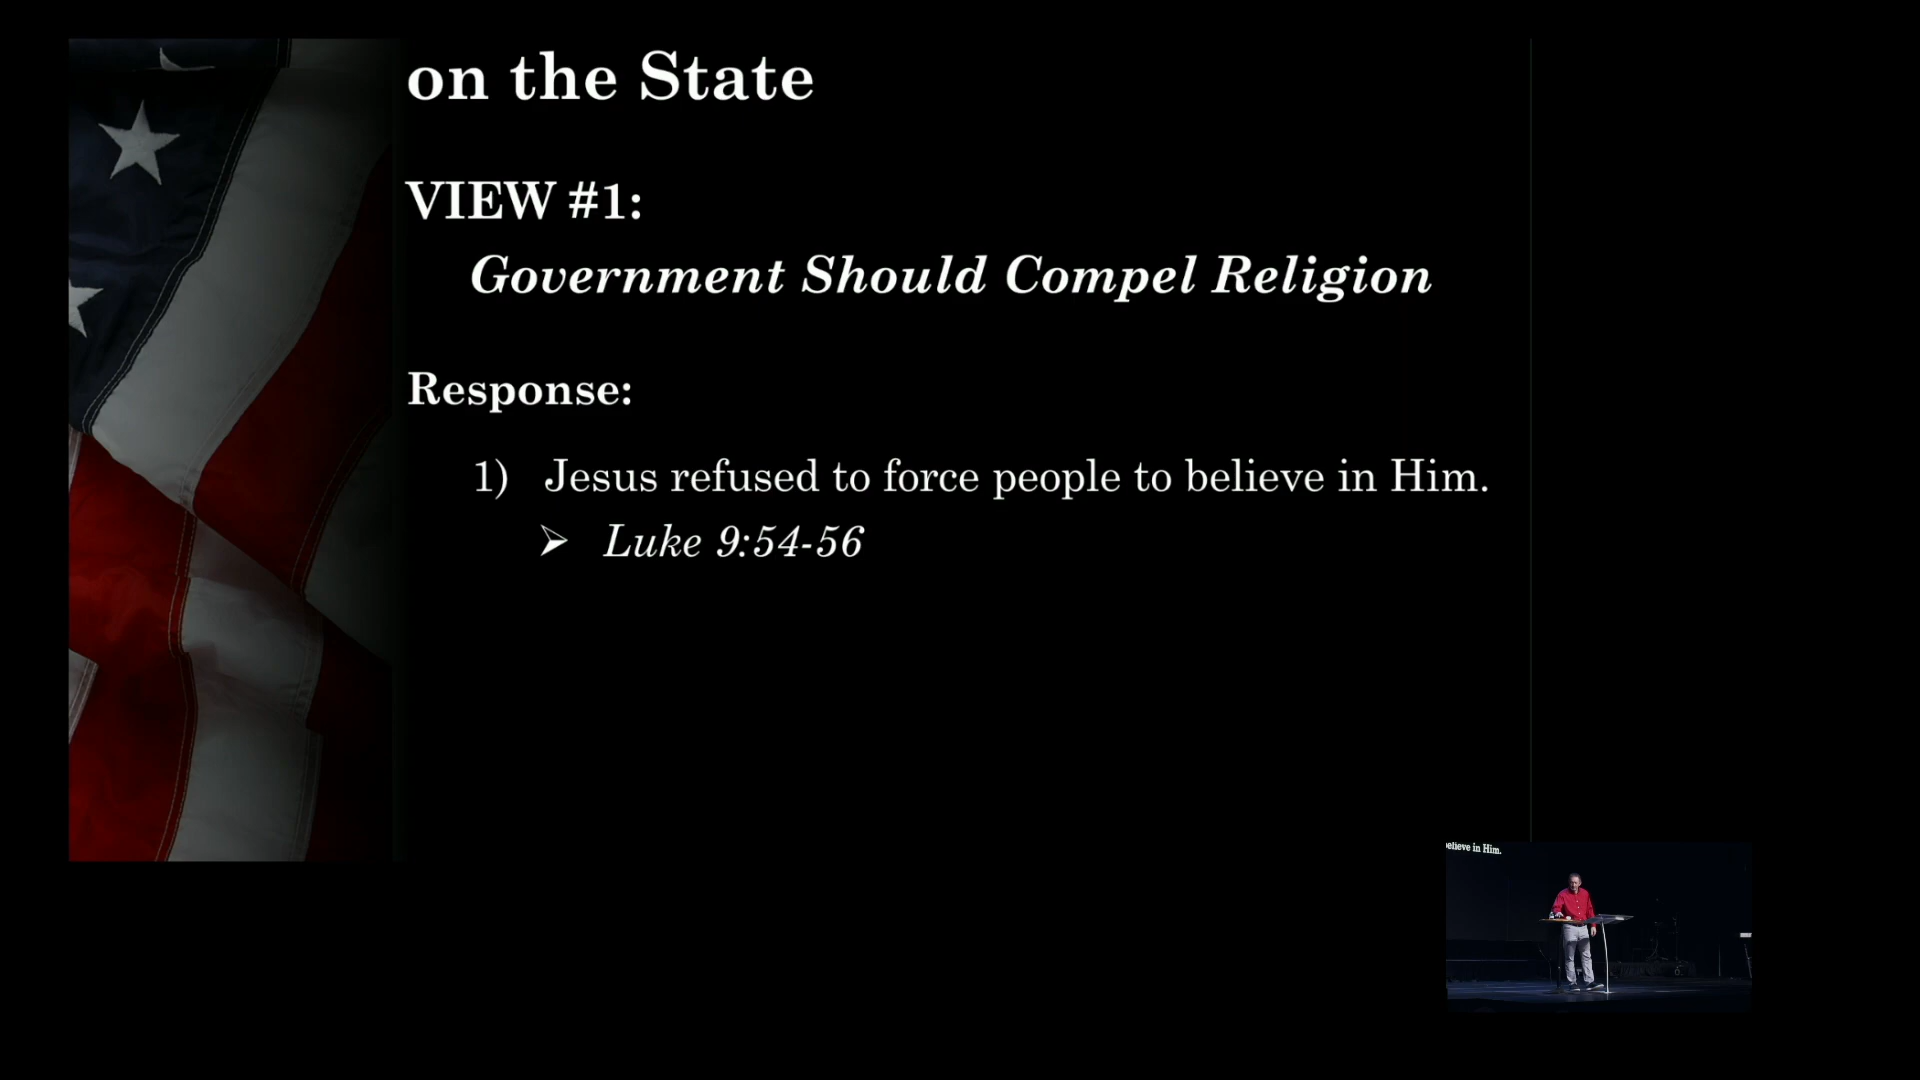 on the State
VIEW #1:
Government Should Compel Religion
Response:
1) Jesus refused to force people to believe in Him.
➢ Luke 9:54-56
believe in Him.